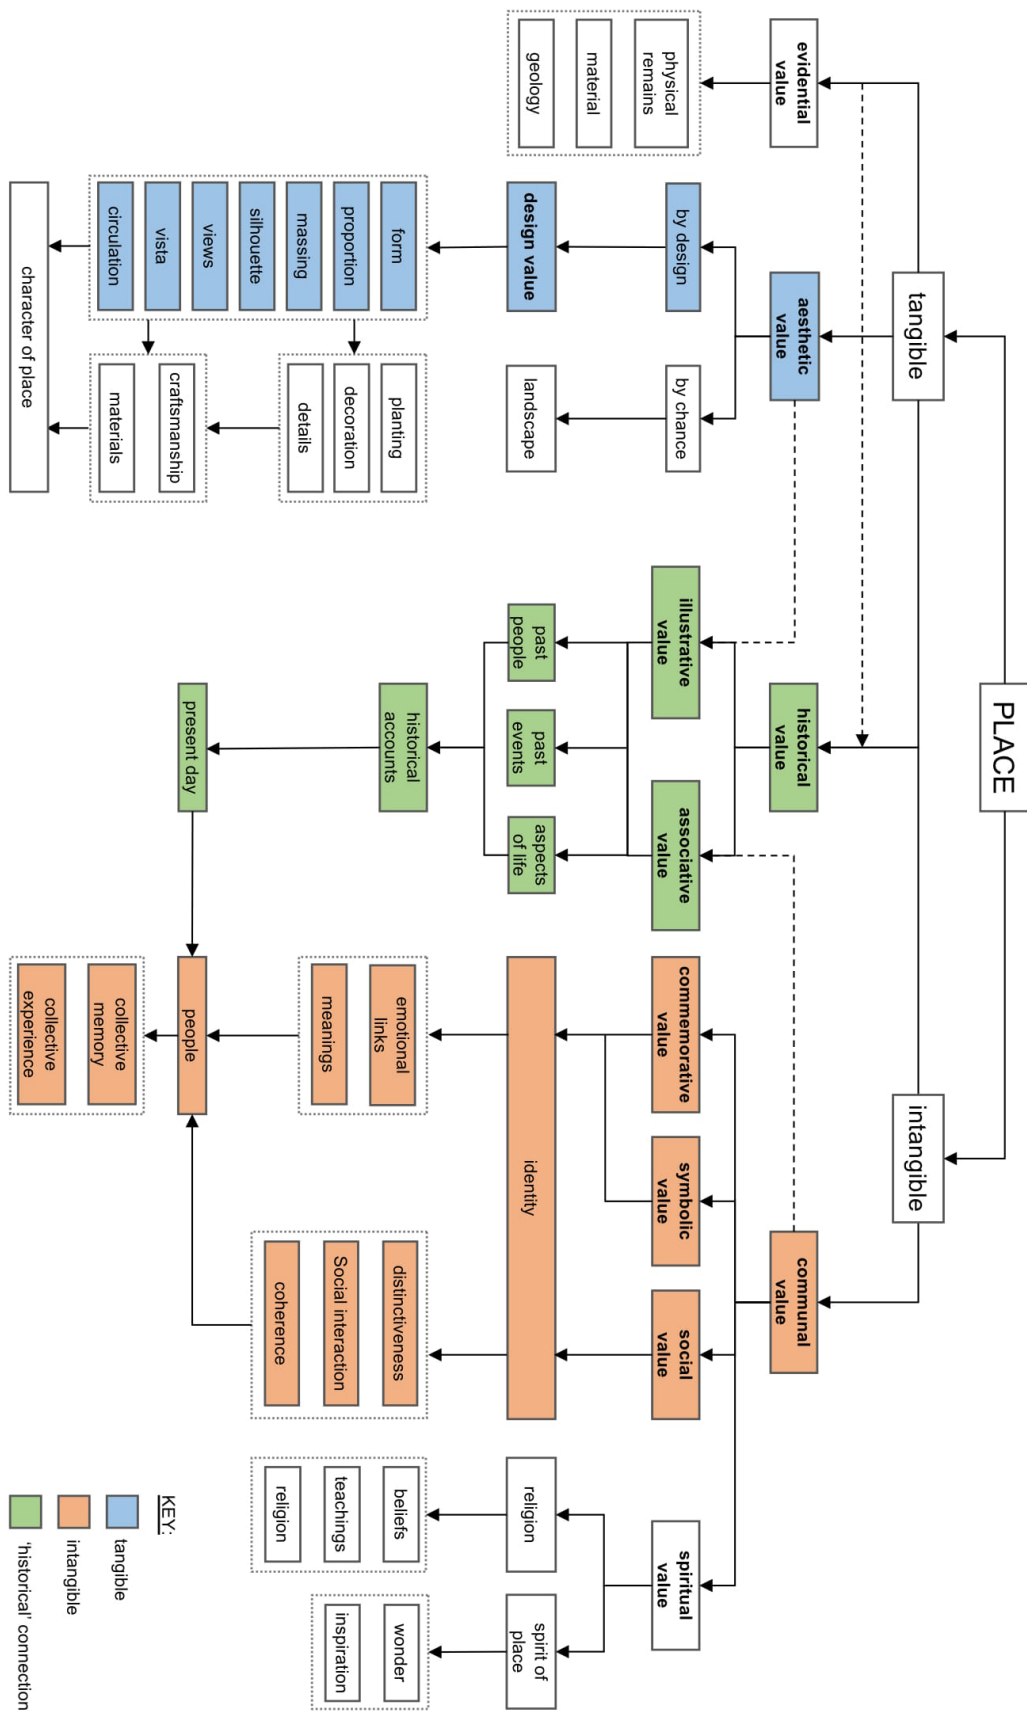 PLACE
tangible
intangible
evidential
value
aesthetic
value
historical
value
communal
value
by design
by chance
illustrative
value
associative
value
commemorative
value
symbolic
value
social
value
spiritual
value
physical
remains
material
geology
design value
landscape
past
people
past
events
aspects
of life
identity
religion
spirit of
place
form
proportion
massing
silhouette
views
vista
circulation
planting
decoration
details
craftsmanship
materials
character of place
historical
accounts
present day
emotional
links
meanings
people
collective
memory
collective
experience
distinctiveness
Social interaction
coherence
beliefs
teachings
religion
wonder
inspiration
KEY:
tangible
intangible
'historical' connection